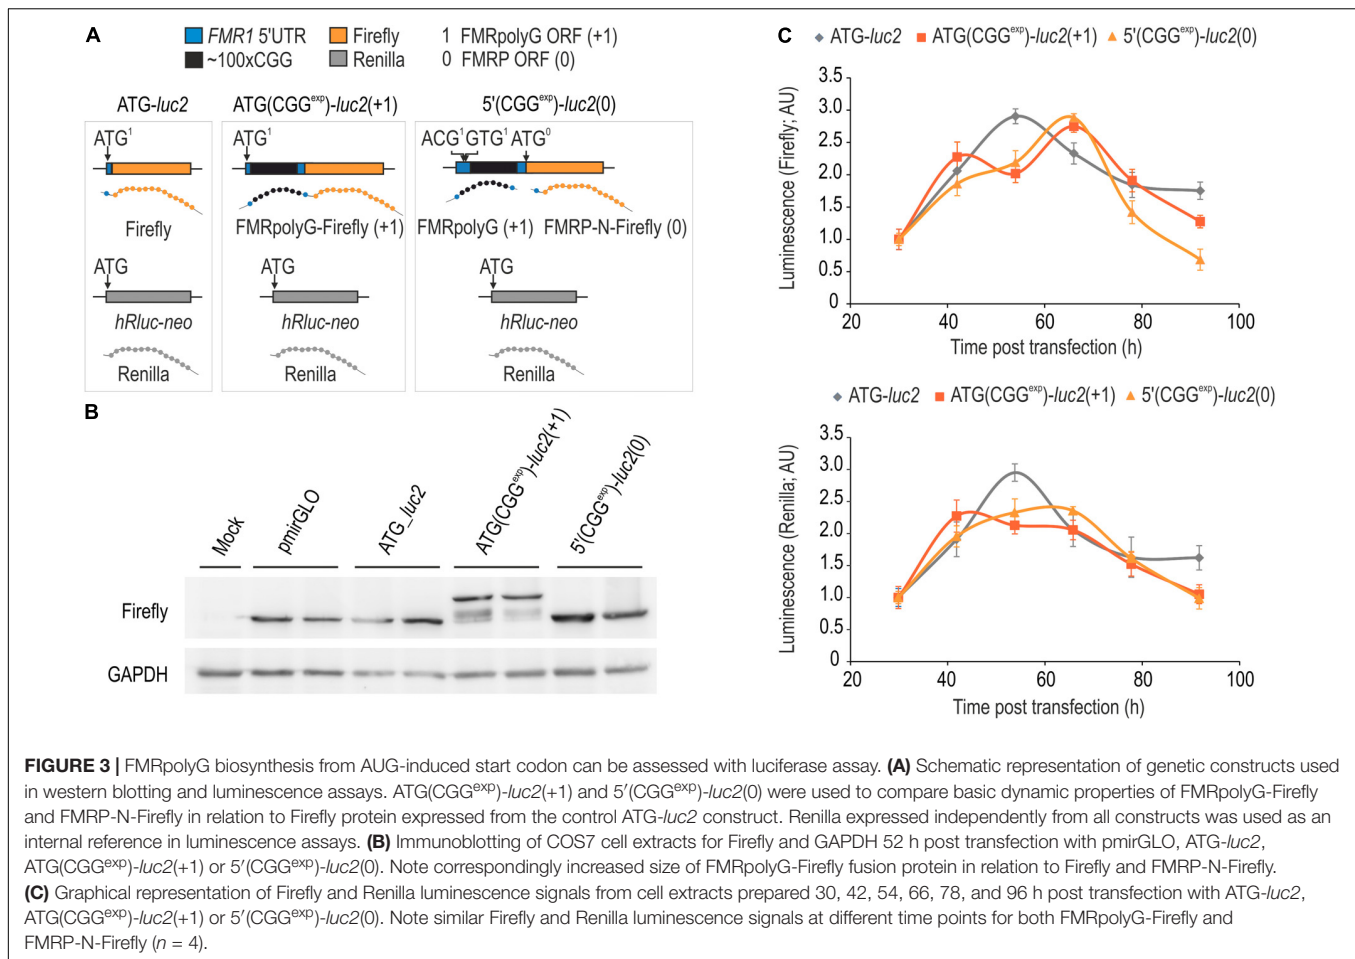 A
FMR1 5'UTR Firefly 1 FMRpolyG ORF (+1)
~100xCGG Renilla 0 FMRP ORF (0)
ATG-luc2 ATG(CGGexp)-luc2(+1) 5'(CGGexp)-luc2(0)
ATG1 ATG1 ACG1 GTG1 ATG0
Firefly FMRpolyG-Firefly (+1) FMRpolyG (+1) FMRP-N-Firefly (0)
ATG ATG ATG
hRluc-neo hRluc-neo hRluc-neo
Renilla Renilla Renilla
B
Mock pmirGLO ATG_luc2 ATG(CGGexp)-luc2(+1) 5'(CGGexp)-luc2(0)
Firefly
GAPDH
C
ATG-luc2 ATG(CGGexp)-luc2(+1) 5'(CGGexp)-luc2(0)
Luminescence (Firefly; AU)
3.5
3.0
2.5
2.0
1.5
1.0
0.5
0
20 40 60 80 100
Time post transfection (h)
ATG-luc2 ATG(CGGexp)-luc2(+1) 5'(CGGexp)-luc2(0)
Luminescence (Renilla; AU)
3.5
3.0
2.5
2.0
1.5
1.0
0.5
0
20 40 60 80 100
Time post transfection (h)
FIGURE 3 | FMRpolyG biosynthesis from AUG-induced start codon can be assessed with luciferase assay. (A) Schematic representation of genetic constructs used
in western blotting and luminescence assays. ATG(CGGexp)-luc2(+1) and 5′(CGGexp)-luc2(0) were used to compare basic dynamic properties of FMRpolyG-Firefly
and FMRP-N-Firefly in relation to Firefly protein expressed from the control ATG-luc2 construct. Renilla expressed independently from all constructs was used as an
internal reference in luminescence assays. (B) Immunoblotting of COS7 cell extracts for Firefly and GAPDH 52 h post transfection with pmirGLO, ATG-luc2,
ATG(CGGexp)-luc2(+1) or 5′(CGGexp)-luc2(0). Note correspondingly increased size of FMRpolyG-Firefly fusion protein in relation to Firefly and FMRP-N-Firefly.
(C) Graphical representation of Firefly and Renilla luminescence signals from cell extracts prepared 30, 42, 54, 66, 78, and 96 h post transfection with ATG-luc2,
ATG(CGGexp)-luc2(+1) or 5′(CGGexp)-luc2(0). Note similar Firefly and Renilla luminescence signals at different time points for both FMRpolyG-Firefly and
FMRP-N-Firefly (n = 4).